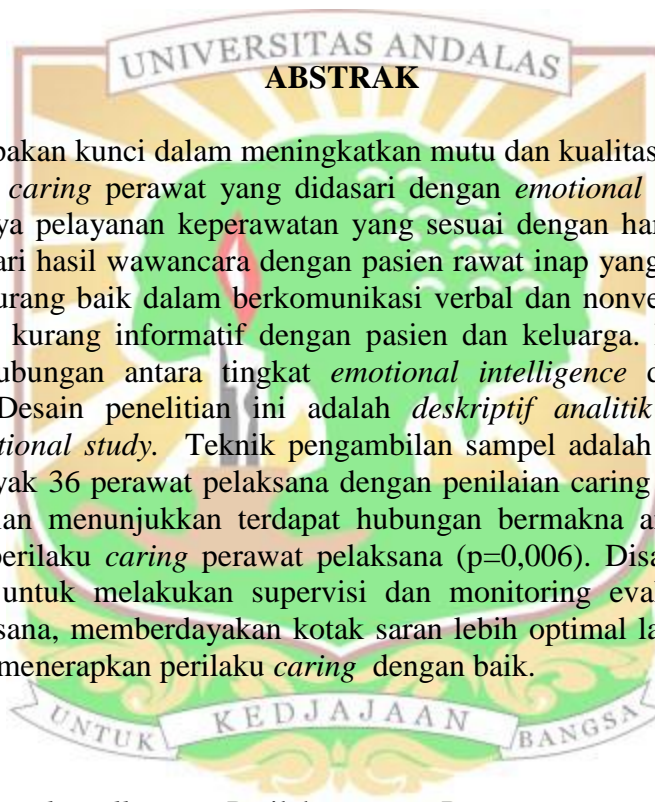 UNIVERSITAS ANDALAS
ABSTRAK
pakan kunci dalam meningkatkan mutu dan kualitas
caring perawat yang didasari dengan emotional
ya pelayanan keperawatan yang sesuai dengan har
ari hasil wawancara dengan pasien rawat inap yang
urang baik dalam berkomunikasi verbal dan nonve
kurang informatif dengan pasien dan keluarga.
ubungan antara tingkat emotional intelligence d
Desain penelitian ini adalah deskriptif analitik
tional study. Teknik pengambilan sampel adalah
yak 36 perawat pelaksana dengan penilaian caring
ian menunjukkan terdapat hubungan bermakna a
perilaku caring perawat pelaksana (p=0,006). Disa
untuk melakukan supervisi dan monitoring eval
sana, memberdayakan kotak saran lebih optimal la
menerapkan perilaku caring dengan baik.
UNTUK KEDJAJAAN BANGSA